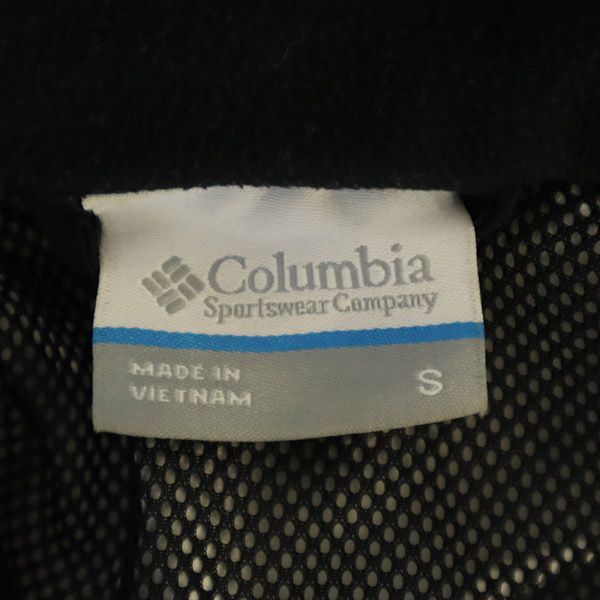 Columbia
Sportswear Company
MADE IN
VIETNAM
S